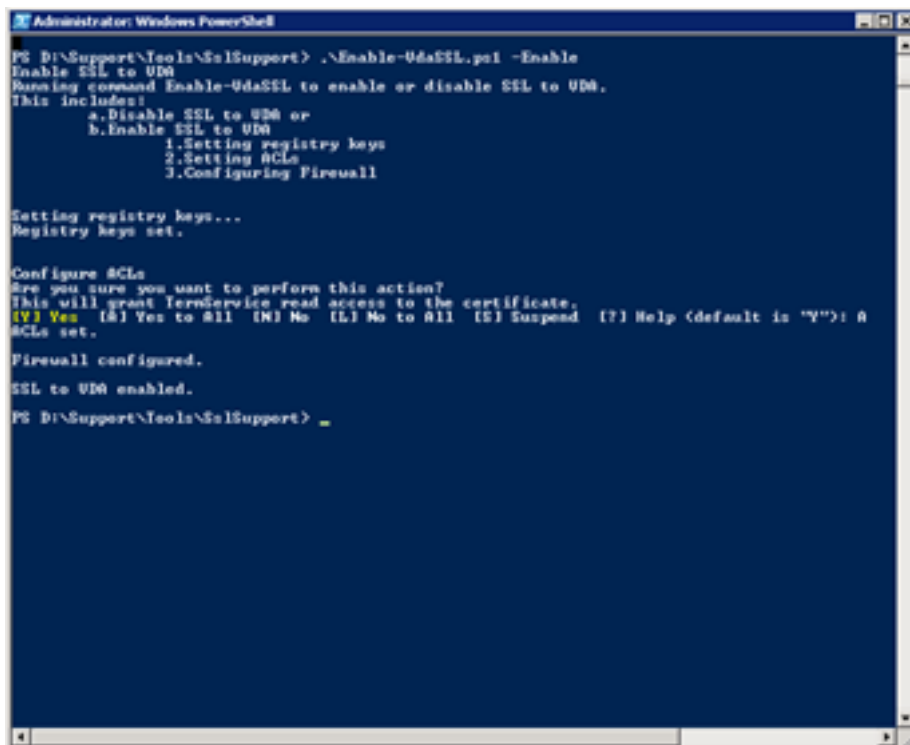 Administrator: Windows PowerShell
PS D:\Support\Tools\SslSupport> .\Enable-VdaSSL.ps1 -Enable
Enable SSL to VDA
Running command Enable-VdaSSL to enable or disable SSL to VDA.
This includes:
a.Disable SSL to VDA or
b.Enable SSL to VDA
1.Setting registry keys
2.Setting ACLs
3.Configuring Firewall
Setting registry keys...
Registry keys set.
Configure ACLs
Are you sure you want to perform this action?
This will grant TermService read access to the certificate.
[Y] Yes [A] Yes to All [N] No [L] No to All [S] Suspend [?] Help (default is "Y"): A
ACLs set.
Firewall configured.
SSL to VDA enabled.
PS D:\Support\Tools\SslSupport> _